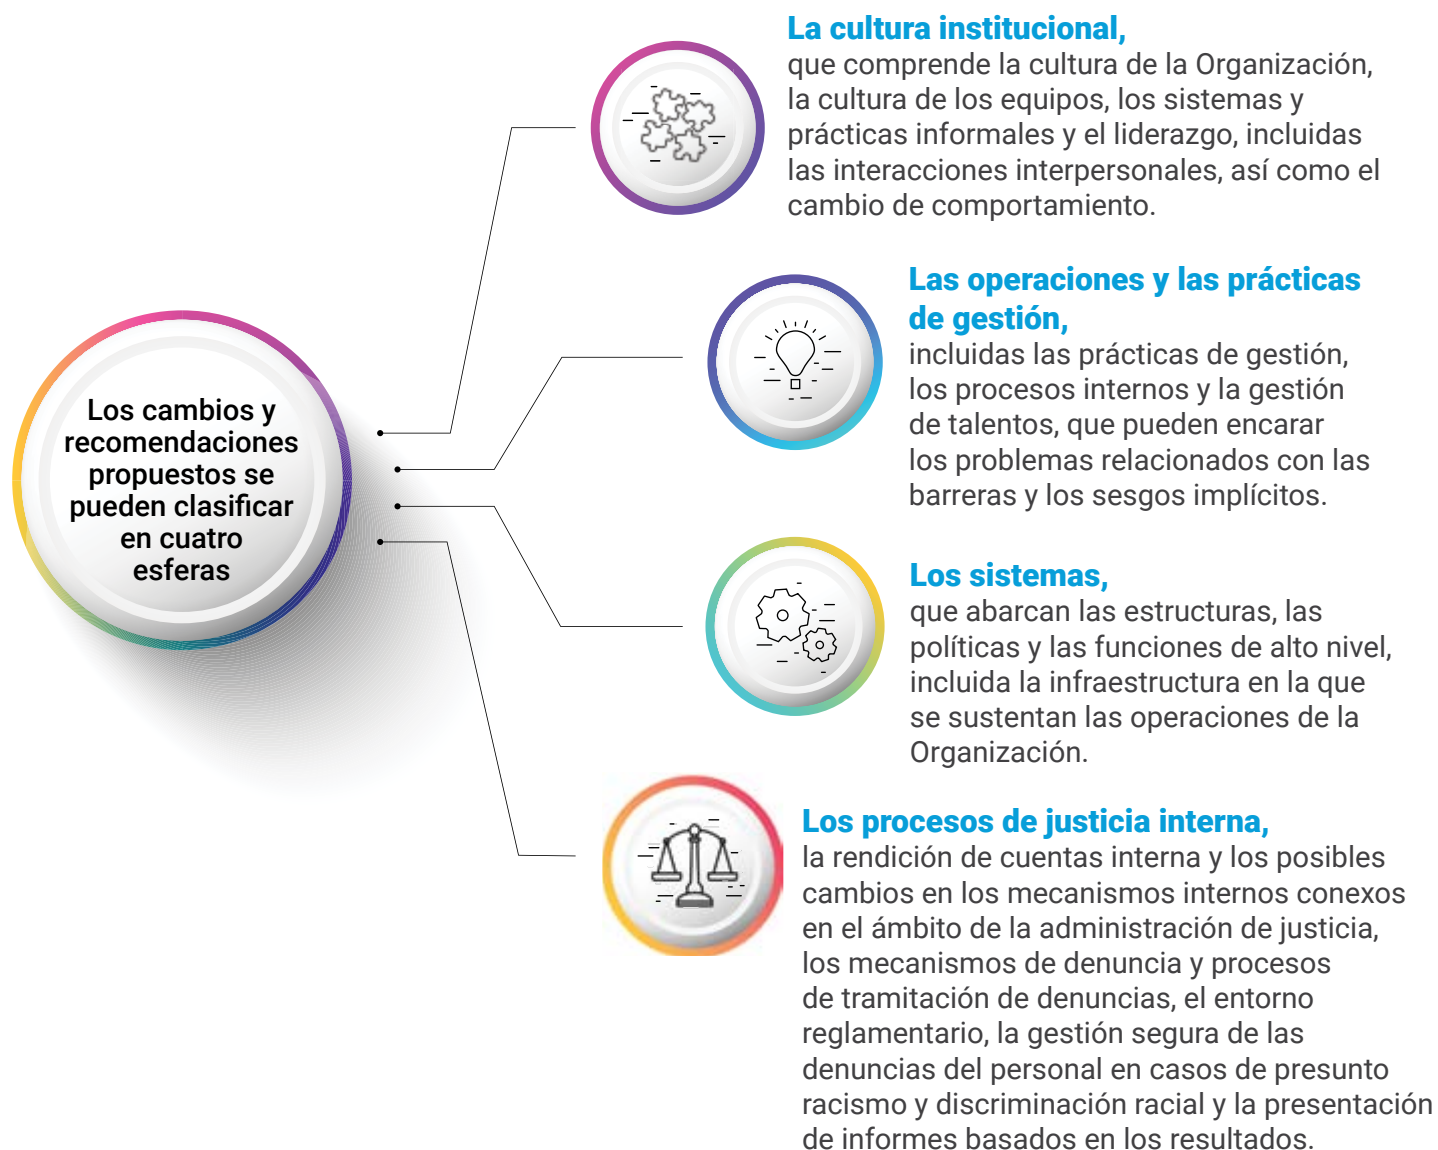 Los cambios y
recomendaciones
propuestos se
pueden clasificar
en cuatro
esferas
La cultura institucional,
que comprende la cultura de la Organización,
la cultura de los equipos, los sistemas y
prácticas informales y el liderazgo, incluidas
las interacciones interpersonales, así como el
cambio de comportamiento.
Las operaciones y las prácticas
de gestión,
incluidas las prácticas de gestión,
los procesos internos y la gestión
de talentos, que pueden encarar
los problemas relacionados con las
barreras y los sesgos implícitos.
Los sistemas,
que abarcan las estructuras, las
políticas y las funciones de alto nivel,
incluida la infraestructura en la que
se sustentan las operaciones de la
Organización.
Los procesos de justicia interna,
la rendición de cuentas interna y los posibles
cambios en los mecanismos internos conexos
en el ámbito de la administración de justicia,
los mecanismos de denuncia y procesos
de tramitación de denuncias, el entorno
reglamentario, la gestión segura de las
denuncias del personal en casos de presunto
racismo y discriminación racial y la presentación
de informes basados en los resultados.